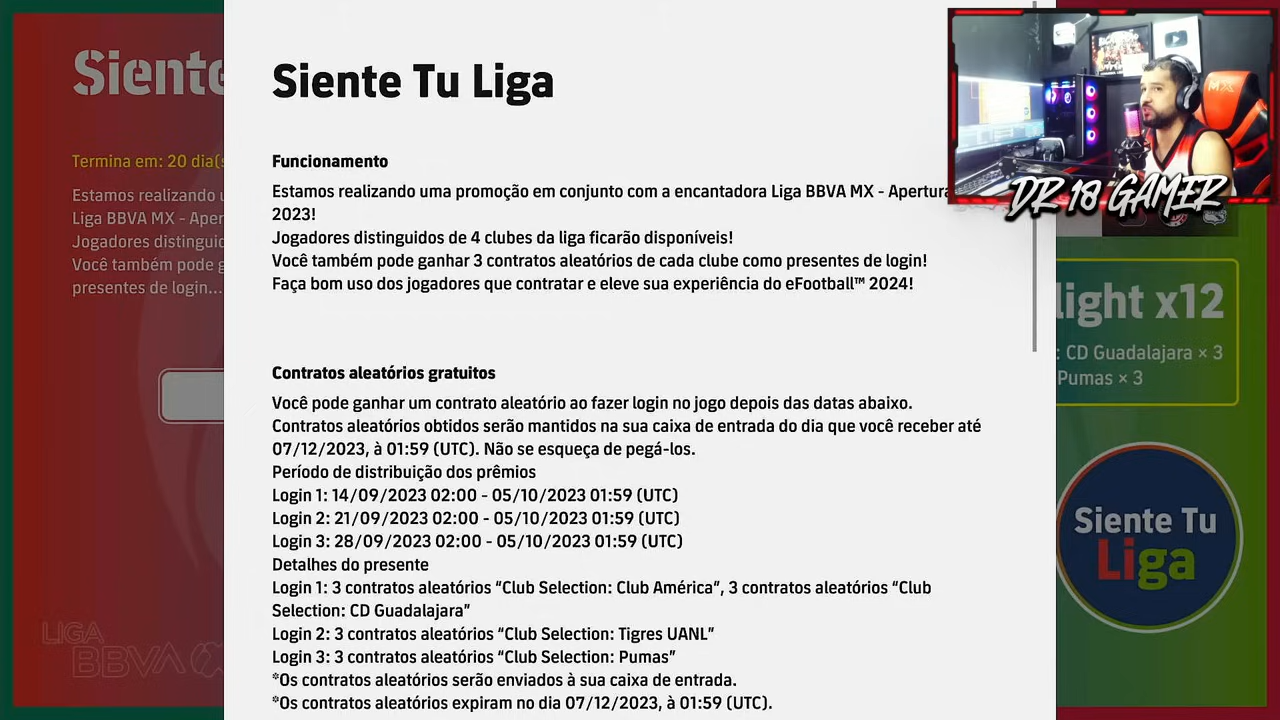 Siente Tu Liga
Funcionamento
Estamos realizando uma promoção em conjunto com a encantadora Liga BBVA MX - Apertura
2023!
Jogadores distinguidos de 4 clubes da liga ficarão disponíveis!
Você também pode ganhar 3 contratos aleatórios de cada clube como presentes de login!
Faça bom uso dos jogadores que contratar e eleve sua experiência do eFootball™ 2024!
Contratos aleatórios gratuitos
Você pode ganhar um contrato aleatório ao fazer login no jogo depois das datas abaixo.
Contratos aleatórios obtidos serão mantidos na sua caixa de entrada do dia que você receber até
07/12/2023, à 01:59 (UTC). Não se esqueça de pegá-los.
Período de distribuição dos prêmios
Login 1: 14/09/2023 02:00 - 05/10/2023 01:59 (UTC)
Login 2: 21/09/2023 02:00 - 05/10/2023 01:59 (UTC)
Login 3: 28/09/2023 02:00 - 05/10/2023 01:59 (UTC)
Detalhes do presente
Login 1: 3 contratos aleatórios “Club Selection: Club América”, 3 contratos aleatórios “Club
Selection: CD Guadalajara”
Login 2: 3 contratos aleatórios “Club Selection: Tigres UANL”
Login 3: 3 contratos aleatórios “Club Selection: Pumas”
*Os contratos aleatórios serão enviados à sua caixa de entrada.
*Os contratos aleatórios expiram no dia 07/12/2023, à 01:59 (UTC).
Siente
Termina em: 20 dia(s
Estamos realizando u
Liga BBVA MX - Aper
Jogadores distinguid
Você também pode g
presentes de login...
LIGA
BBVA
DR 18 GAMER
light x12
: CD Guadalajara × 3
Pumas × 3
Siente Tu
Liga